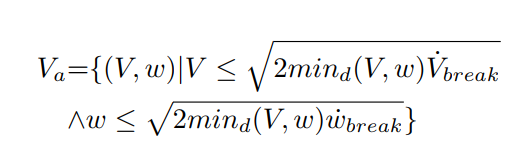 V_a={(V, w)|V ≤ √(2min_d(V, w)V̇_break)
∧w ≤ √(2min_d(V, w)ẇ_break)}